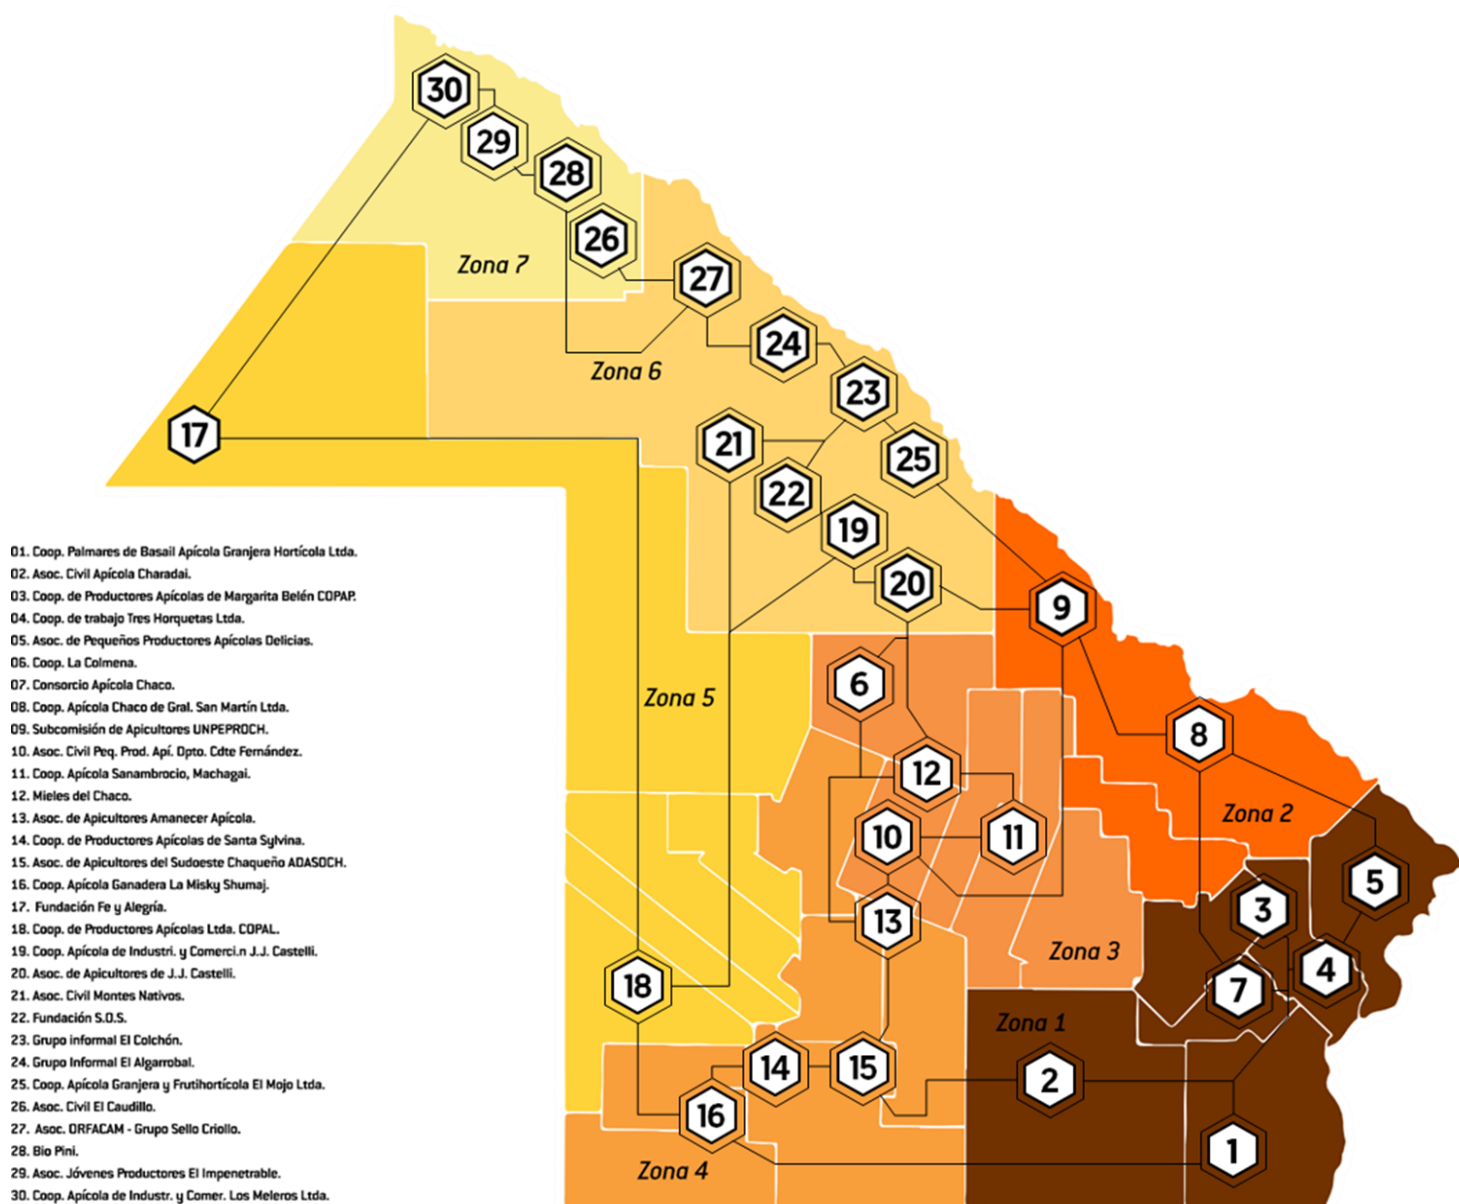 30
29
28
26
Zona 7
27
24
Zona 6
23
17
21
25
22
19
20
9
6
Zona 5
8
12
10
11
Zona 2
5
3
13
Zona 3
4
18
7
Zona 1
14
15
2
16
1
Zona 4
01. Coop. Palmares de Basail Apícola Granjera Hortícola Ltda.
02. Asoc. Civil Apícola Charadai.
03. Coop. de Productores Apícolas de Margarita Belén COPAP.
04. Coop. de trabajo Tres Horquetas Ltda.
05. Asoc. de Pequeños Productores Apícolas Delicias.
06. Coop. La Colmena.
07. Consorcio Apícola Chaco.
08. Coop. Apícola Chaco de Gral. San Martín Ltda.
09. Subcomisión de Apicultores UNPEPROCH.
10. Asoc. Civil Peq. Prod. Apí. Dpto. Cdte Fernández.
11. Coop. Apícola Sanambrocio, Machagai.
12. Mieles del Chaco.
13. Asoc. de Apicultores Amanecer Apícola.
14. Coop. de Productores Apícolas de Santa Sylvina.
15. Asoc. de Apicultores del Sudoeste Chaqueño ADASOCH.
16. Coop. Apícola Ganadera La Misky Shumaj.
17. Fundación Fe y Alegría.
18. Coop. de Productores Apícolas Ltda. COPAL.
19. Coop. Apícola de Industri. y Comerci.n J.J. Castelli.
20. Asoc. de Apicultores de J.J. Castelli.
21. Asoc. Civil Montes Nativos.
22. Fundación S.O.S.
23. Grupo informal El Colchón.
24. Grupo Informal El Algarrobal.
25. Coop. Apícola Granjera y Frutihortícola El Mojo Ltda.
26. Asoc. Civil El Caudillo.
27. Asoc. ORFACAM - Grupo Sello Criollo.
28. Bio Pini.
29. Asoc. Jóvenes Productores El Impenetrable.
30. Coop. Apícola de Industr. y Comer. Los Meleros Ltda.